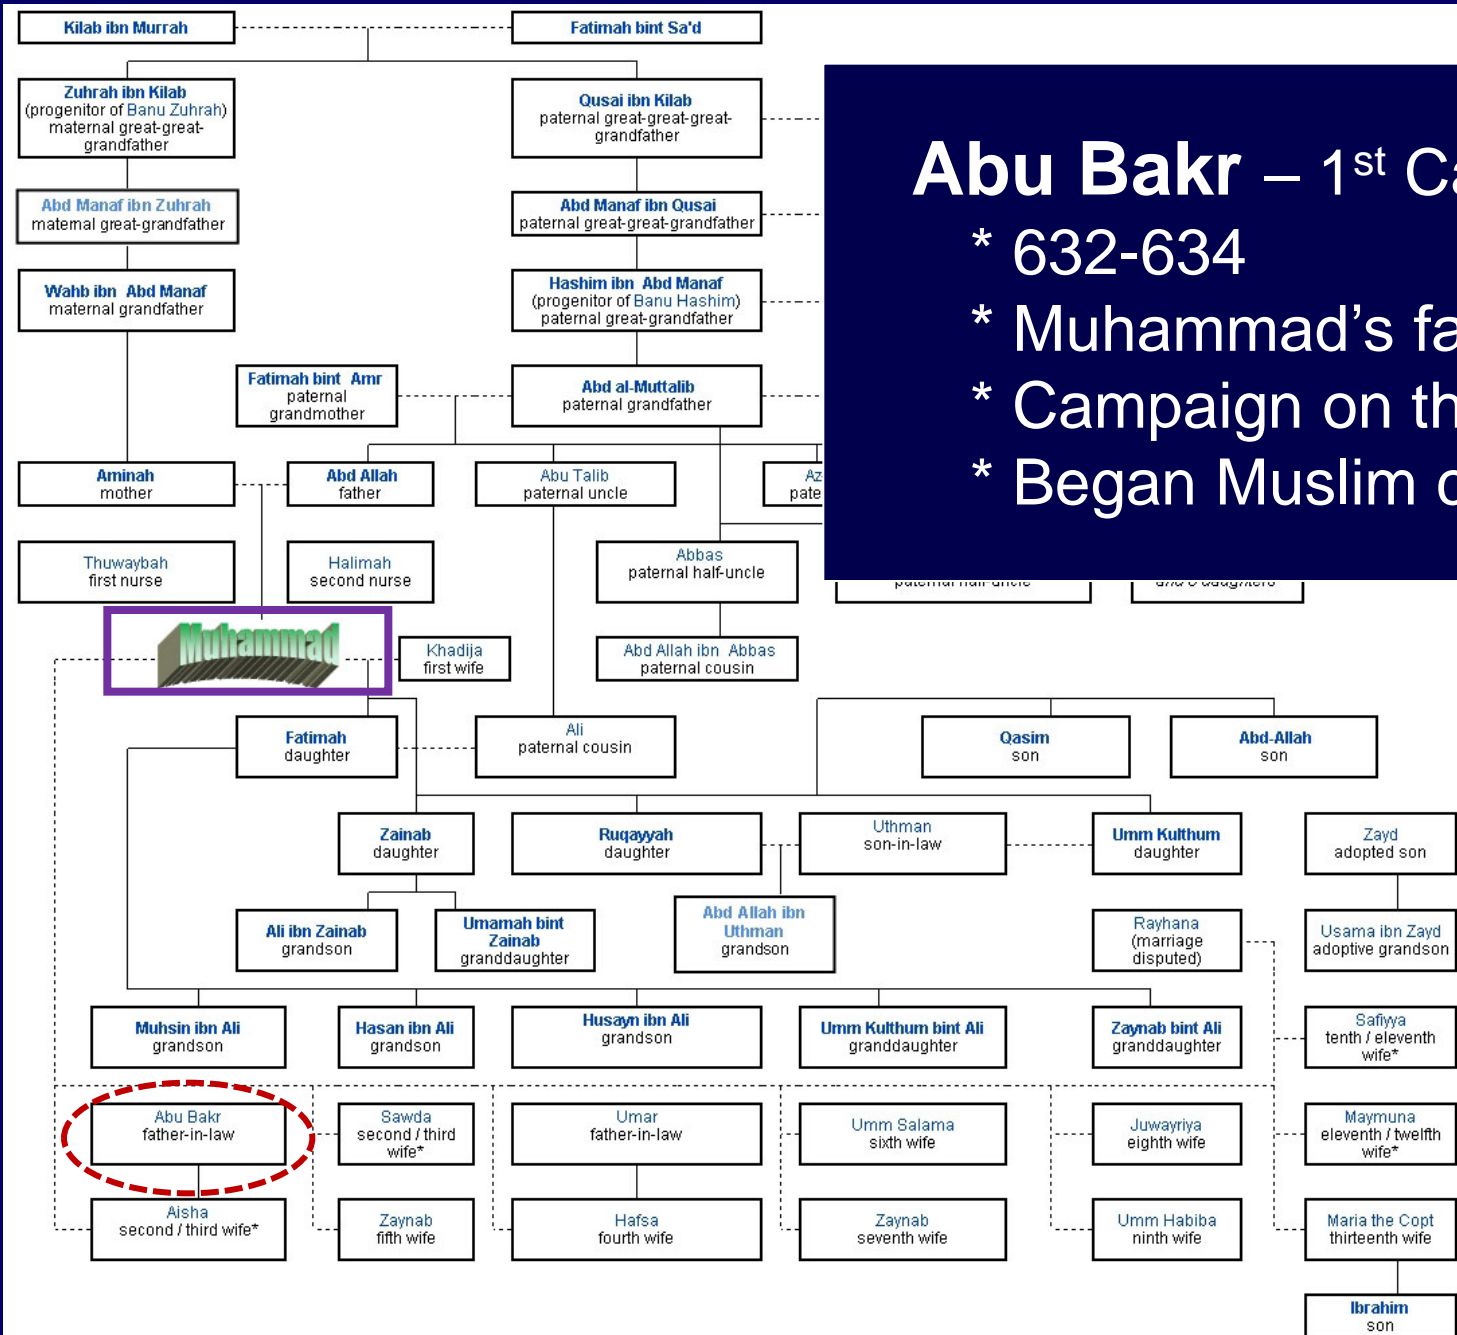 Kilab ibn Murrah
Fatimah bint Sa'd
Zuhrah ibn Kilab
(progenitor of Banu Zuhrah)
maternal great-great-
grandfather
Qusai ibn Kilab
paternal great-great-great-
grandfather
Abu Bakr – 1st
* 632-634
* Muhammad's
* Campaign on
* Began Muslim
Abd Manaf ibn Zuhrah
maternal great-grandfather
Abd Manaf ibn Qusai
paternal great-great-grandfather
Wahb ibn Abd Manaf
maternal grandfather
Hashim ibn Abd Manaf
(progenitor of Banu Hashim)
paternal great-grandfather
Fatimah bint Amr
paternal
grandmother
Abd al-Muttalib
paternal grandfather
Aminah
mother
Abd Allah
father
Abu Talib
paternal uncle
Thuwaybah
first nurse
Halimah
second nurse
Abbas
paternal half-uncle
paternal half-uncle
and 6 daughters
Muhammad
Khadija
first wife
Abd Allah ibn Abbas
paternal cousin
Fatimah
daughter
Ali
paternal cousin
Qasim
son
Abd-Allah
son
Zainab
daughter
Ruqayyah
daughter
Uthman
son-in-law
Umm Kulthum
daughter
Zayd
adopted son
Ali ibn Zainab
grandson
Umamah bint
Zainab
granddaughter
Abd Allah ibn
Uthman
grandson
Rayhana
(marriage
disputed)
Usama ibn Zayd
adoptive grandson
Muhsin ibn Ali
grandson
Hasan ibn Ali
grandson
Husayn ibn Ali
grandson
Umm Kulthum bint Ali
granddaughter
Zaynab bint Ali
granddaughter
Safiyya
tenth / eleventh
wife*
Abu Bakr
father-in-law
Sawda
second / third
wife*
Umar
father-in-law
Umm Salama
sixth wife
Juwayriya
eighth wife
Maymuna
eleventh / twelfth
wife*
Aisha
second / third wife*
Zaynab
fifth wife
Hafsa
fourth wife
Zaynab
seventh wife
Umm Habiba
ninth wife
Maria the Copt
thirteenth wife
Ibrahim
son